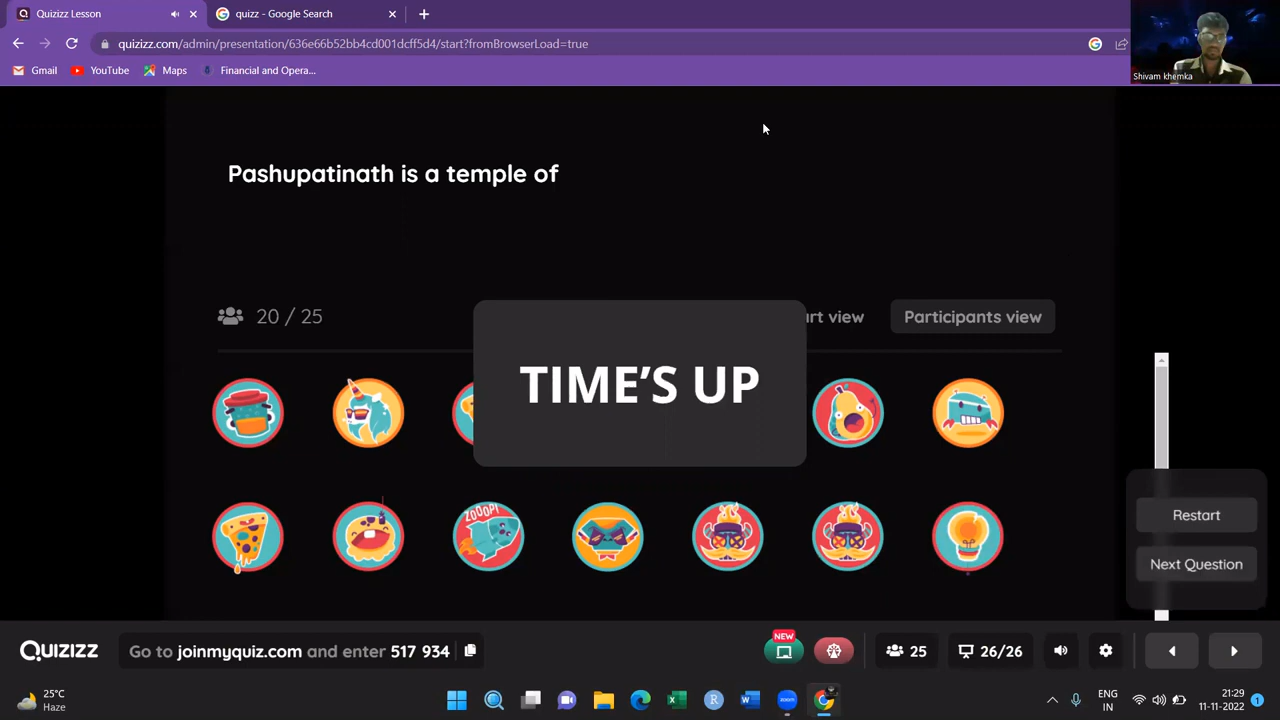 Quizizz Lesson
quizz - Google Search
quizizz.com/admin/presentation/636e66b52bb4cd001dcff5d4/start?fromBrowserLoad=true
Gmail
YouTube
Maps
Financial and Opera...
Shivam khemka
Pashupatinath is a temple of
20 / 25
art view
Participants view
TIME'S UP
ZOOOP!
Restart
Next Question
Quizizz
Go to joinmyquiz.com and enter 517 934
NEW
25
26/26
25°C
Haze
ENG
IN
21:29
11-11-2022
1